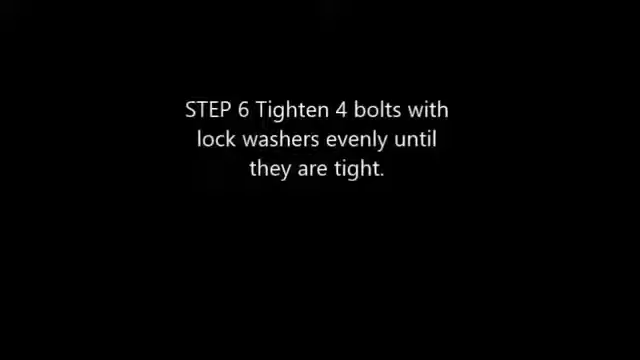 STEP 6 Tighten 4 bolts with
lock washers evenly until
they are tight.